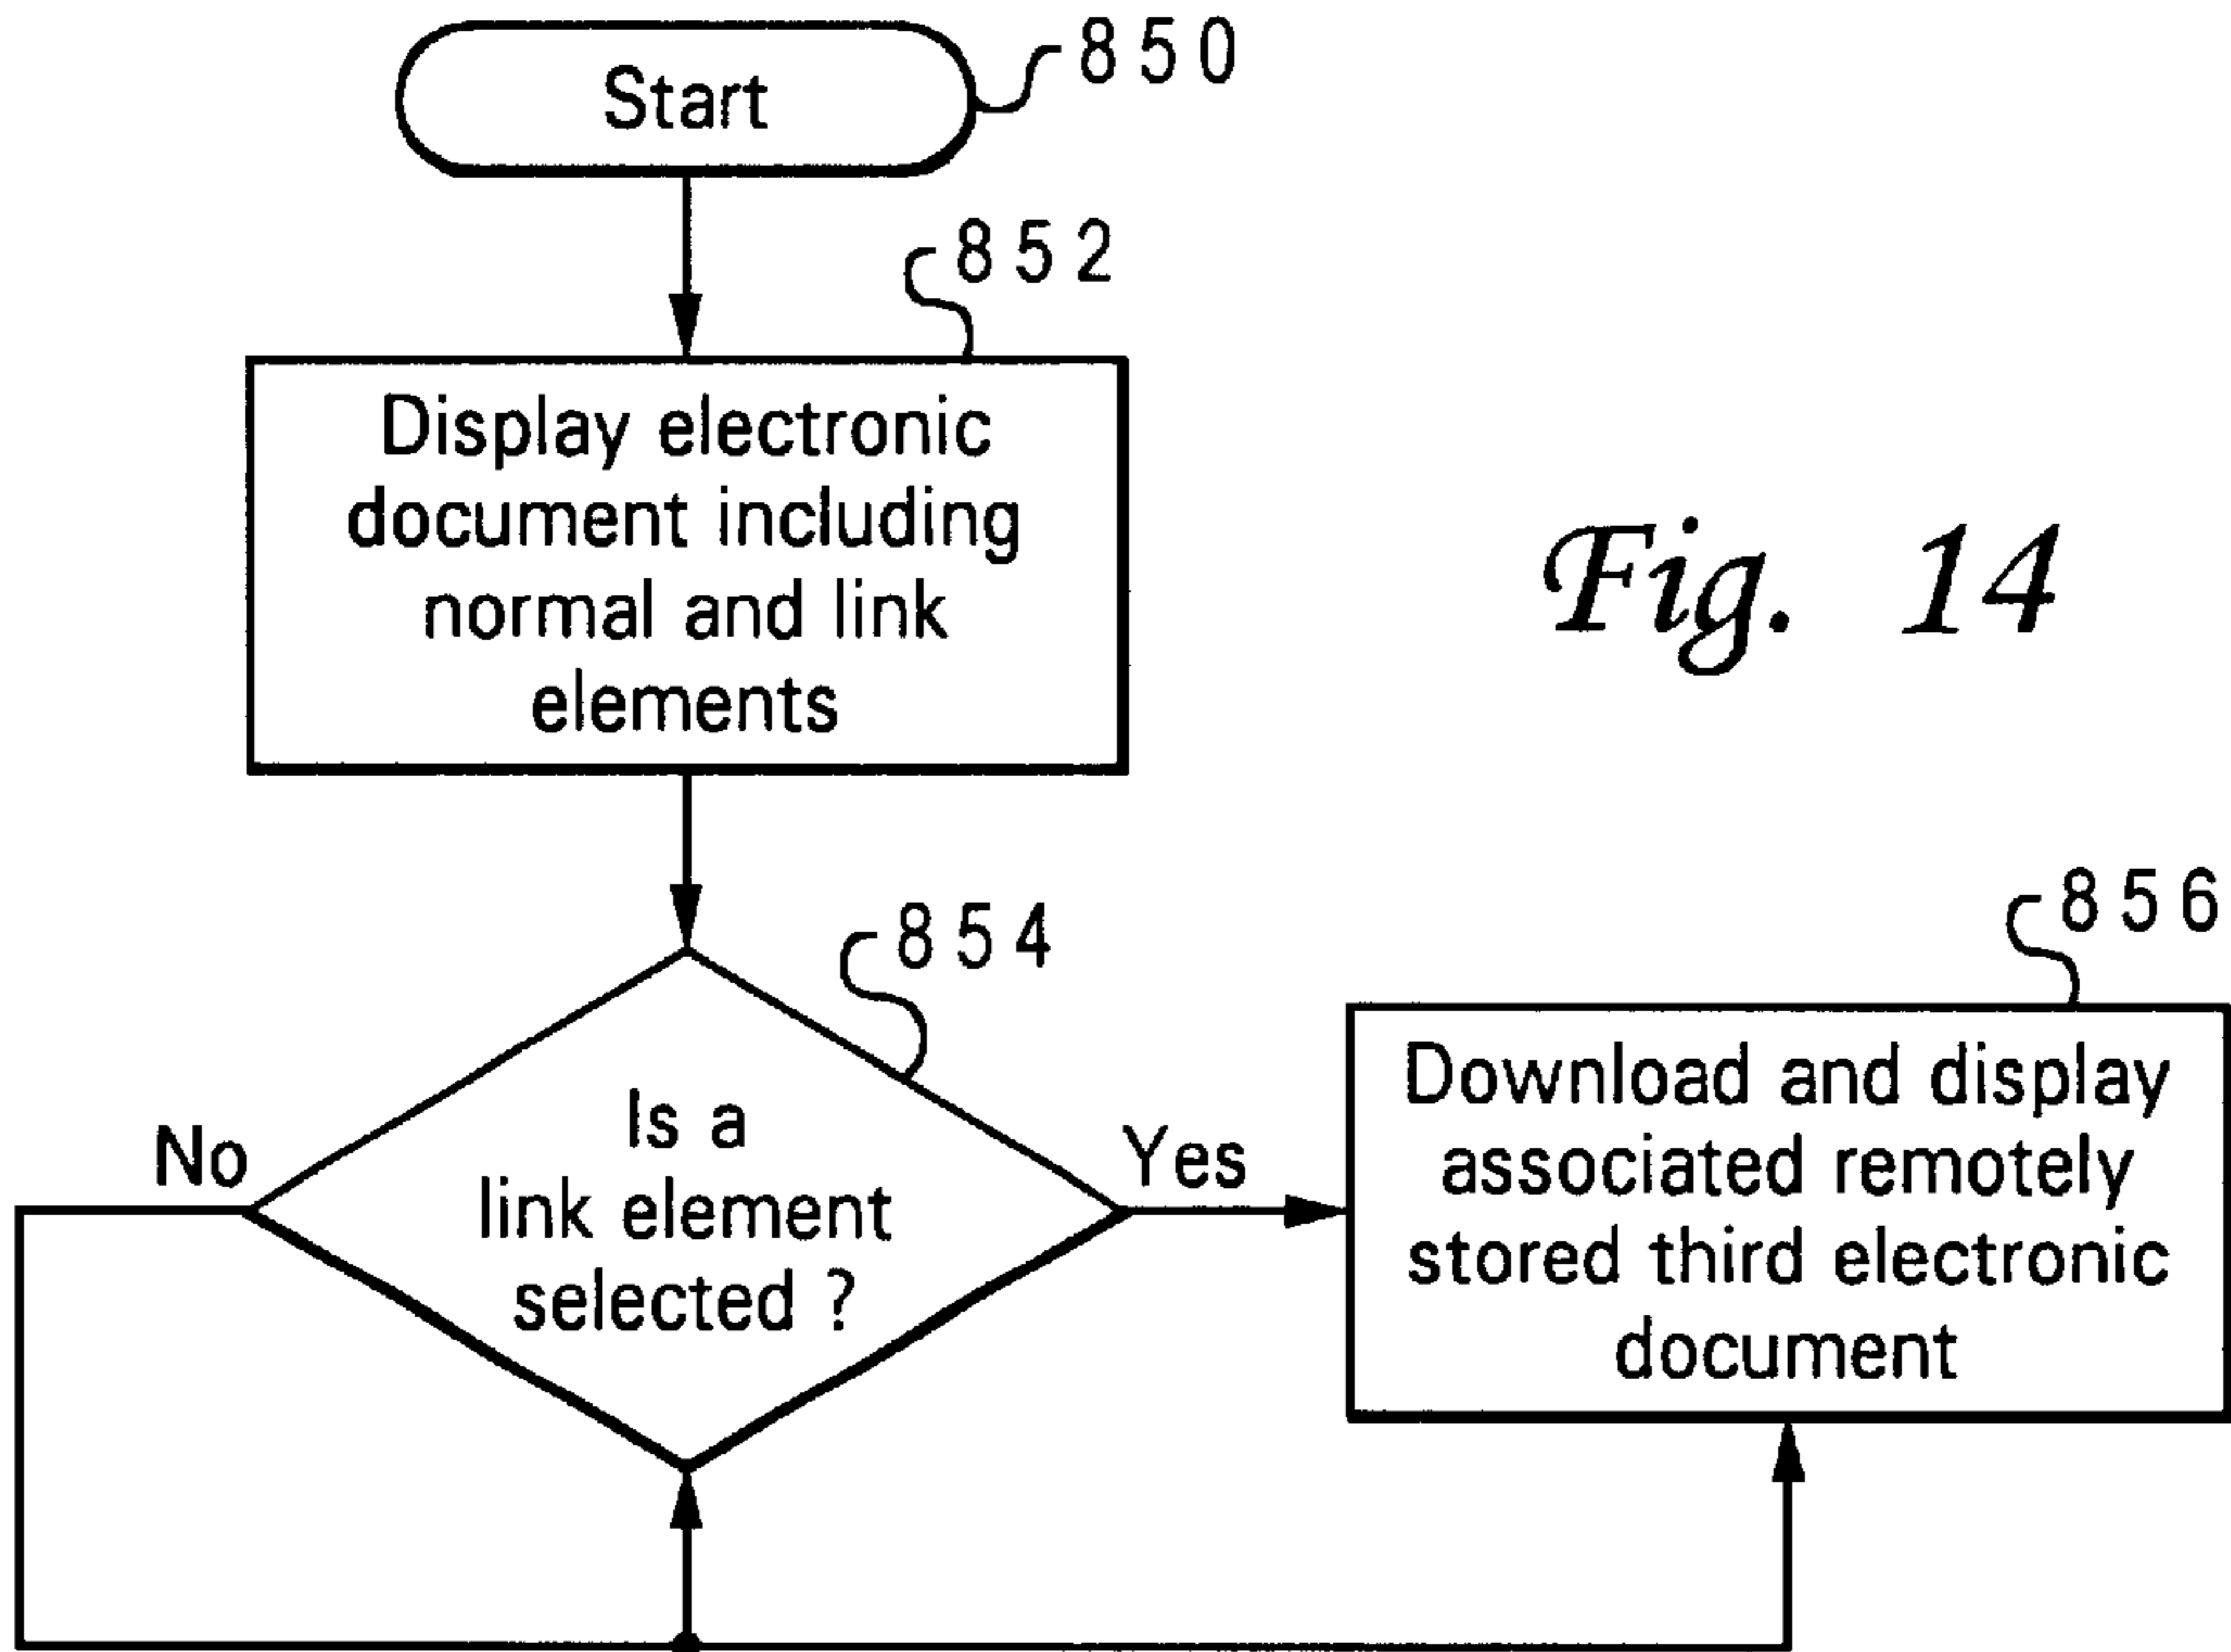 Start
850
852
Display electronic
document including
normal and link
elements
Fig. 14
854
Is a
link element
selected ?
No
Yes
856
Download and display
associated remotely
stored third electronic
document